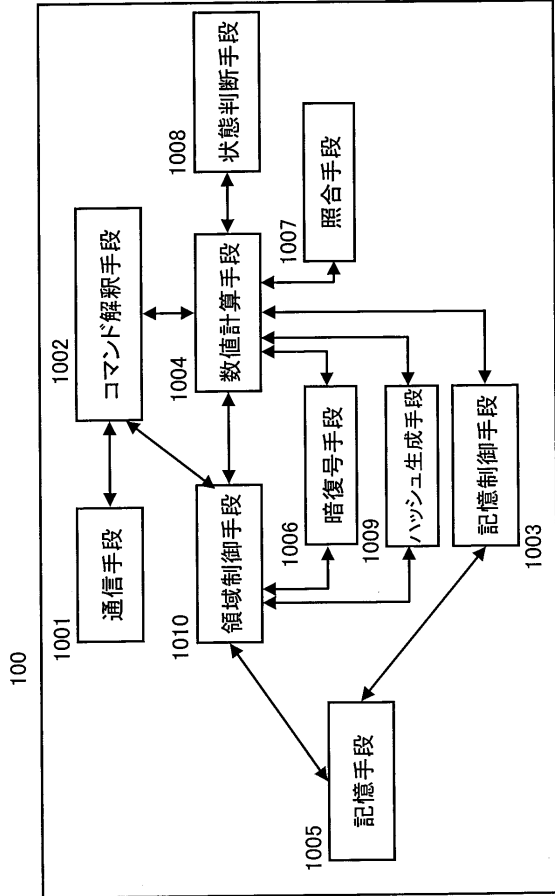 100
1001
通信手段
1002
コマンド解釈手段
1010
領域制御手段
1004
数値計算手段
1008
状態判断手段
1005
記憶手段
1006
暗復号手段
1007
照合手段
1009
ハッシュ生成手段
1003
記憶制御手段